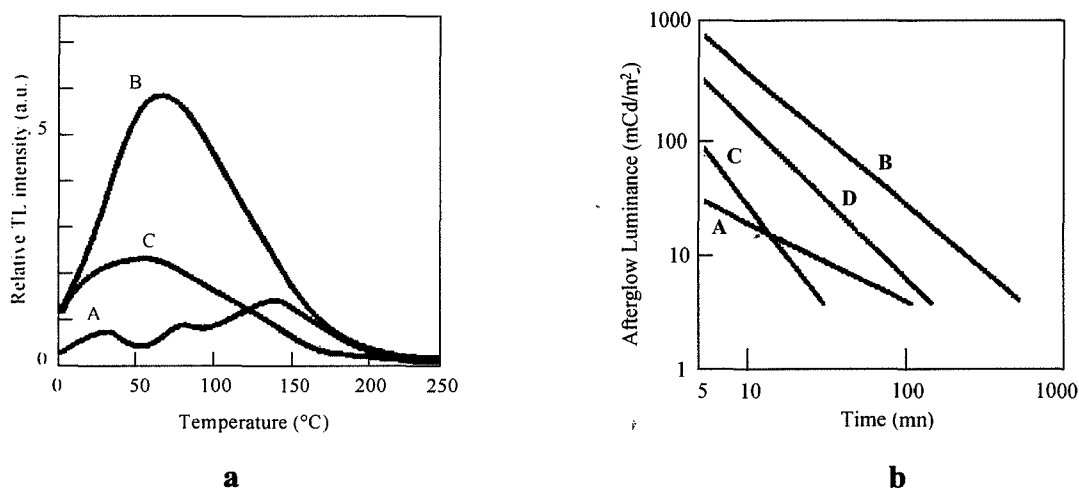 Relative TL intensity (a.u.)
5
0
B
C
A
0 50 100 150 200 250
Temperature (°C)
a
Afterglow Luminance (mCd/m²)
1000
100
10
1
C
B
D
A
5 10 100 1000
Time (mn)
b